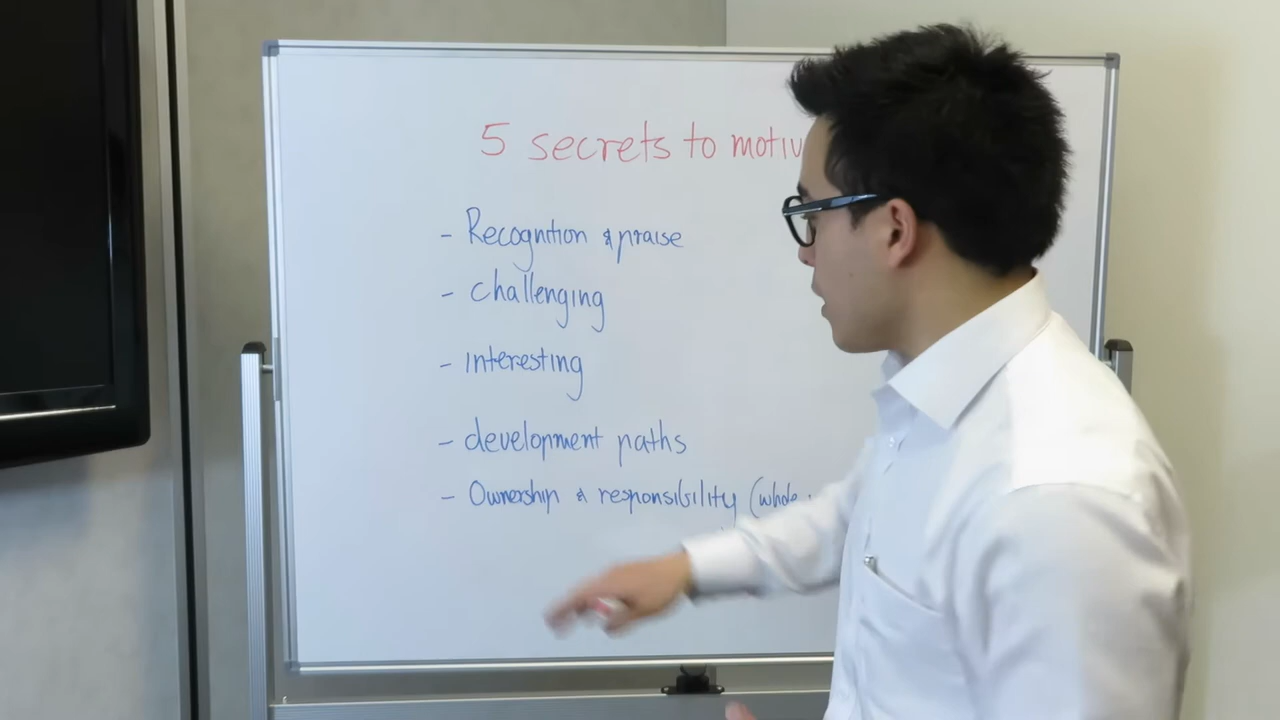 5 secrets to motiv
- Recognition & praise
- challenging
- interesting
- development paths
- Ownership & responsibility (whole